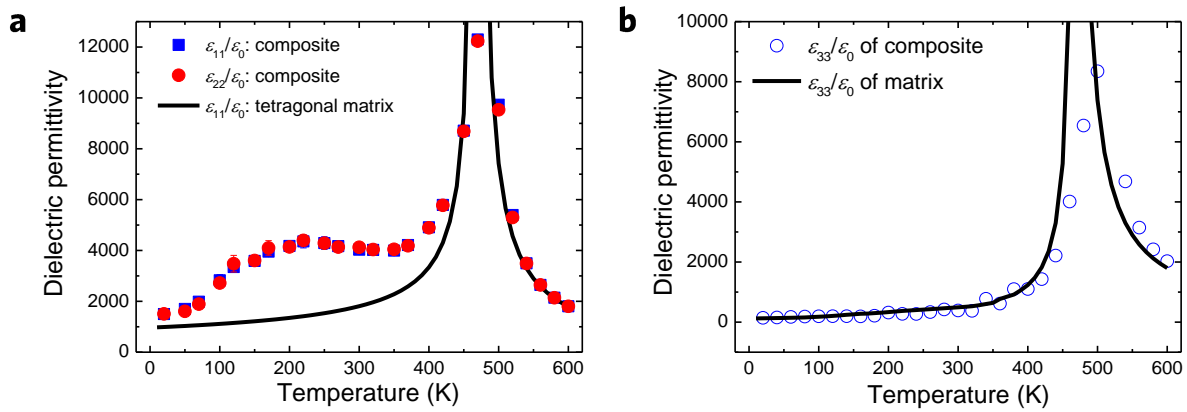 a
12000
10000
8000
6000
4000
2000
0
Dielectric permittivity
ε11/ε0: composite
ε22/ε0: composite
ε11/ε0: tetragonal matrix
0 100 200 300 400 500 600
Temperature (K)
b
10000
8000
6000
4000
2000
0
Dielectric permittivity
ε33/ε0 of composite
ε33/ε0 of matrix
0 100 200 300 400 500 600
Temperature (K)